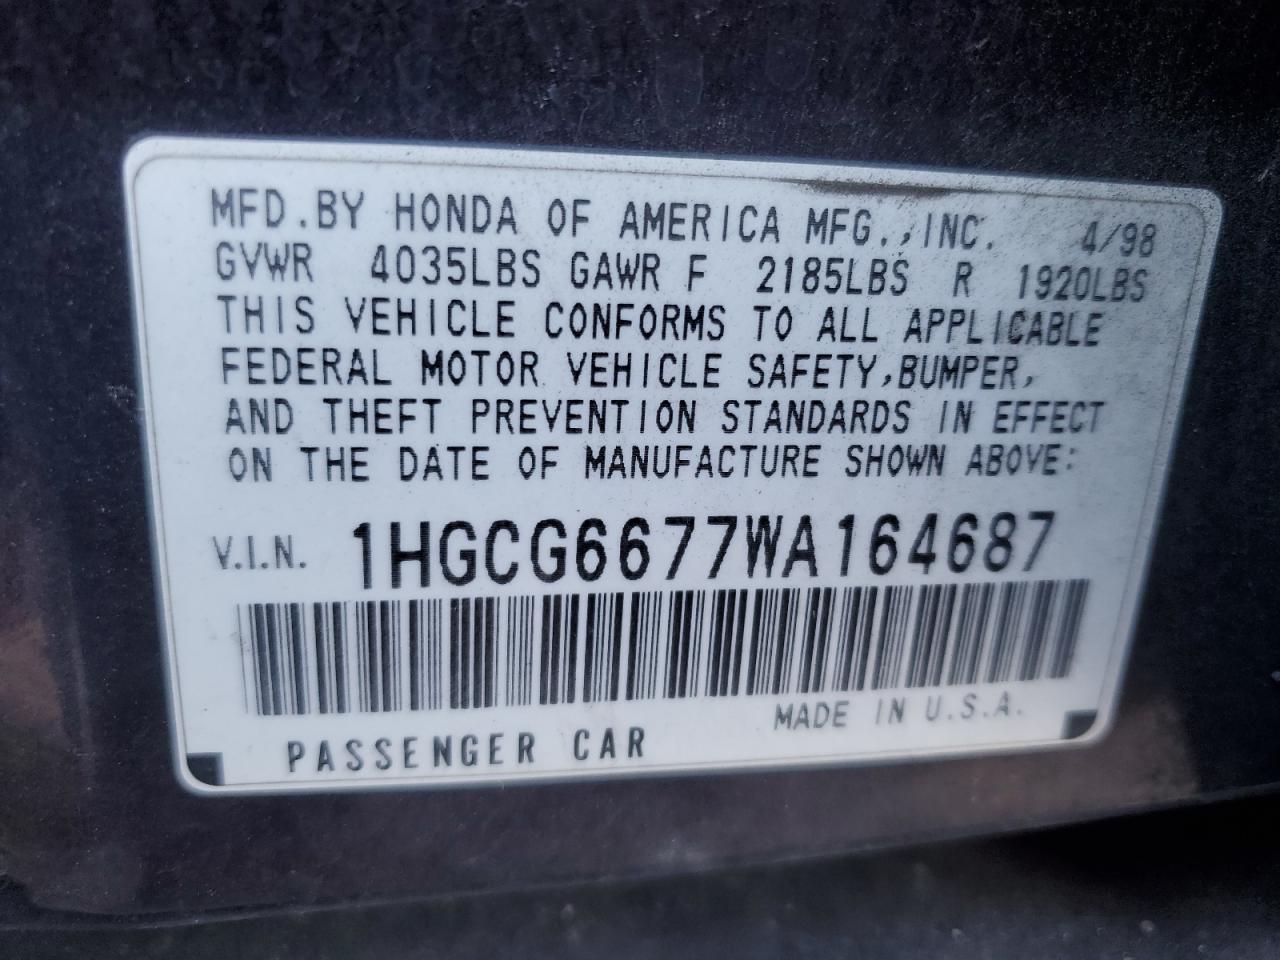 MFD.BY HONDA OF AMERICA MFG.,INC. 4/98
GVWR 4035LBS GAWR F 2185LBS R 1920LBS
THIS VEHICLE CONFORMS TO ALL APPLICABLE
FEDERAL MOTOR VEHICLE SAFETY,BUMPER,
AND THEFT PREVENTION STANDARDS IN EFFECT
ON THE DATE OF MANUFACTURE SHOWN ABOVE:
V.I.N. 1HGCG6677WA164687
MADE IN U.S.A.
PASSENGER CAR